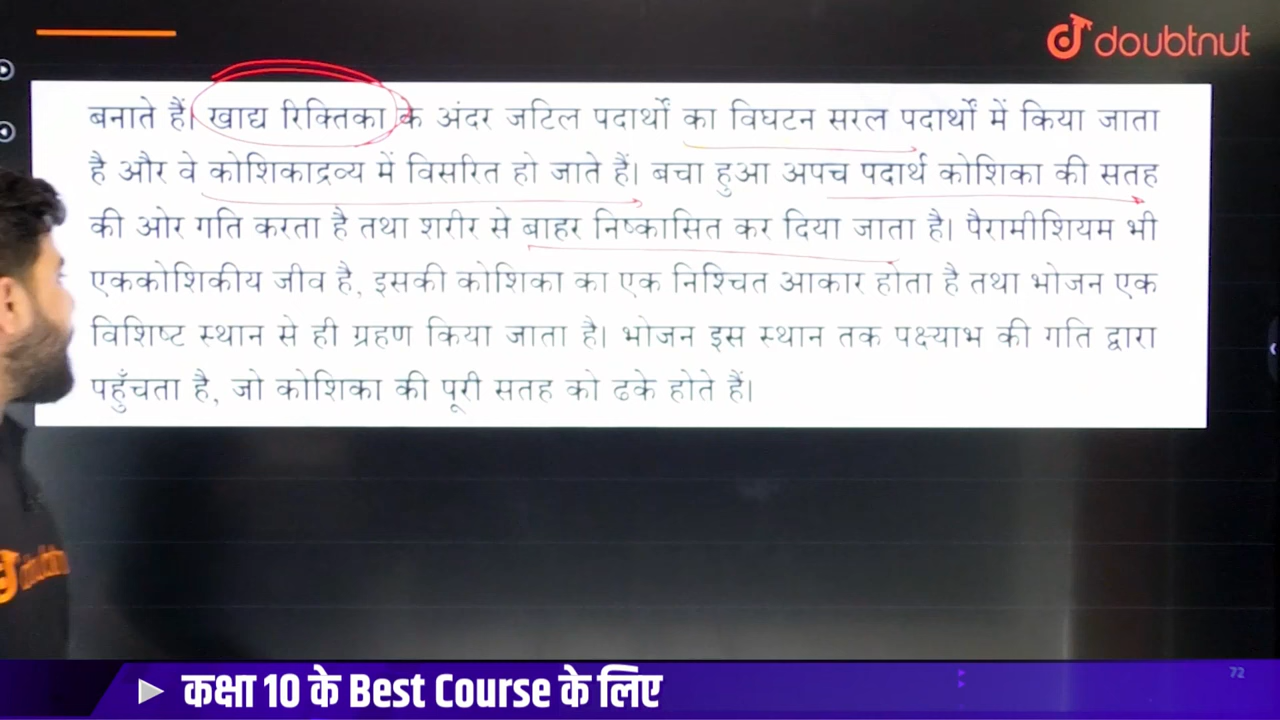 doubtnut
बनाते हैं। खाद्य रिक्तिका के अंदर जटिल पदार्थों का विघटन सरल पदार्थों में किया जाता
है और वे कोशिकाद्रव्य में विसरित हो जाते हैं। बचा हुआ अपच पदार्थ कोशिका की सतह
की ओर गति करता है तथा शरीर से बाहर निष्कासित कर दिया जाता है। पैरामीशियम भी
एककोशिकीय जीव है, इसकी कोशिका का एक निश्चित आकार होता है तथा भोजन एक
विशिष्ट स्थान से ही ग्रहण किया जाता है। भोजन इस स्थान तक पक्ष्याभ की गति द्वारा
पहुँचता है, जो कोशिका की पूरी सतह को ढके होते हैं।
72
कक्षा 10 के Best Course के लिए